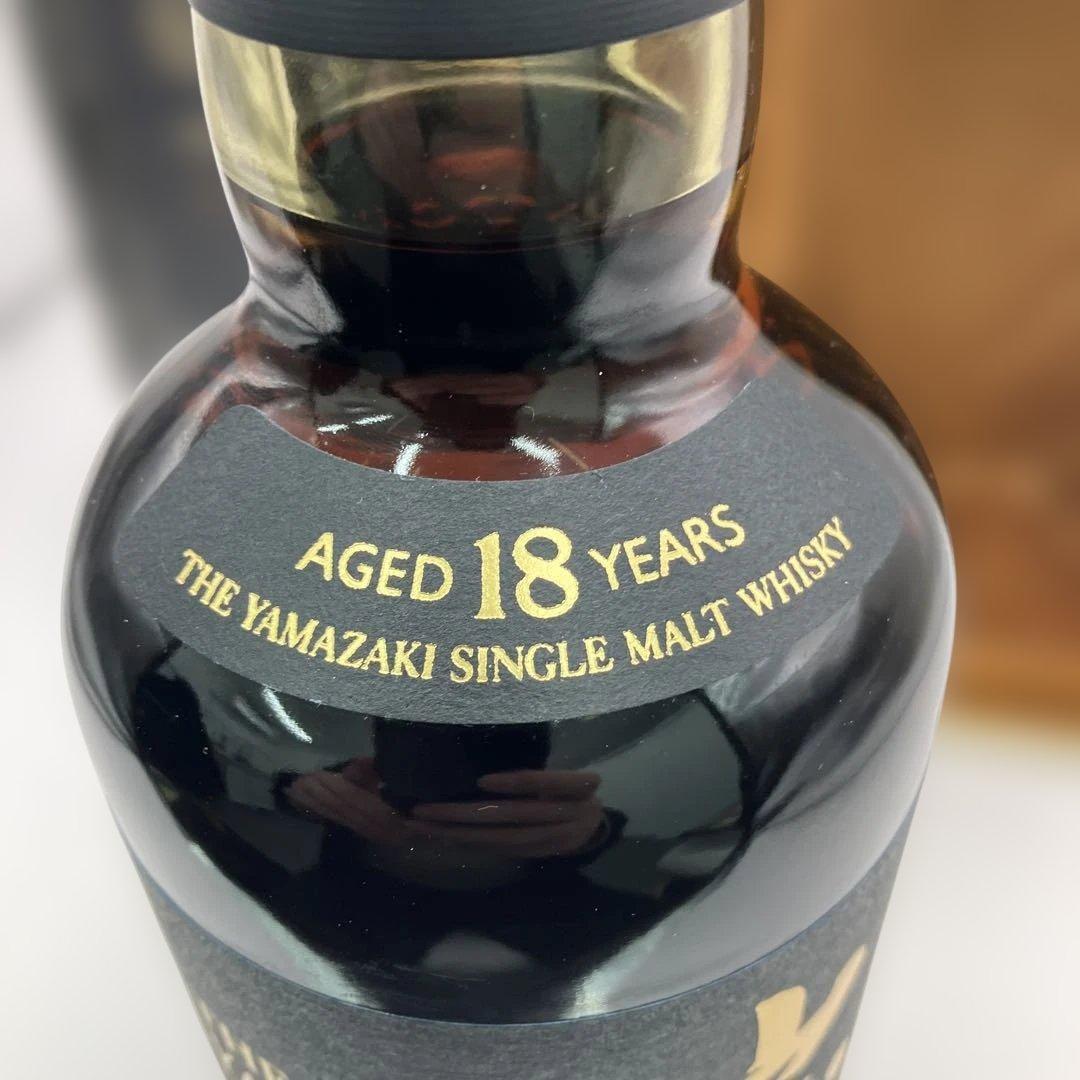 AGED 18 YEARS
THE YAMAZAKI SINGLE MALT WHISKY